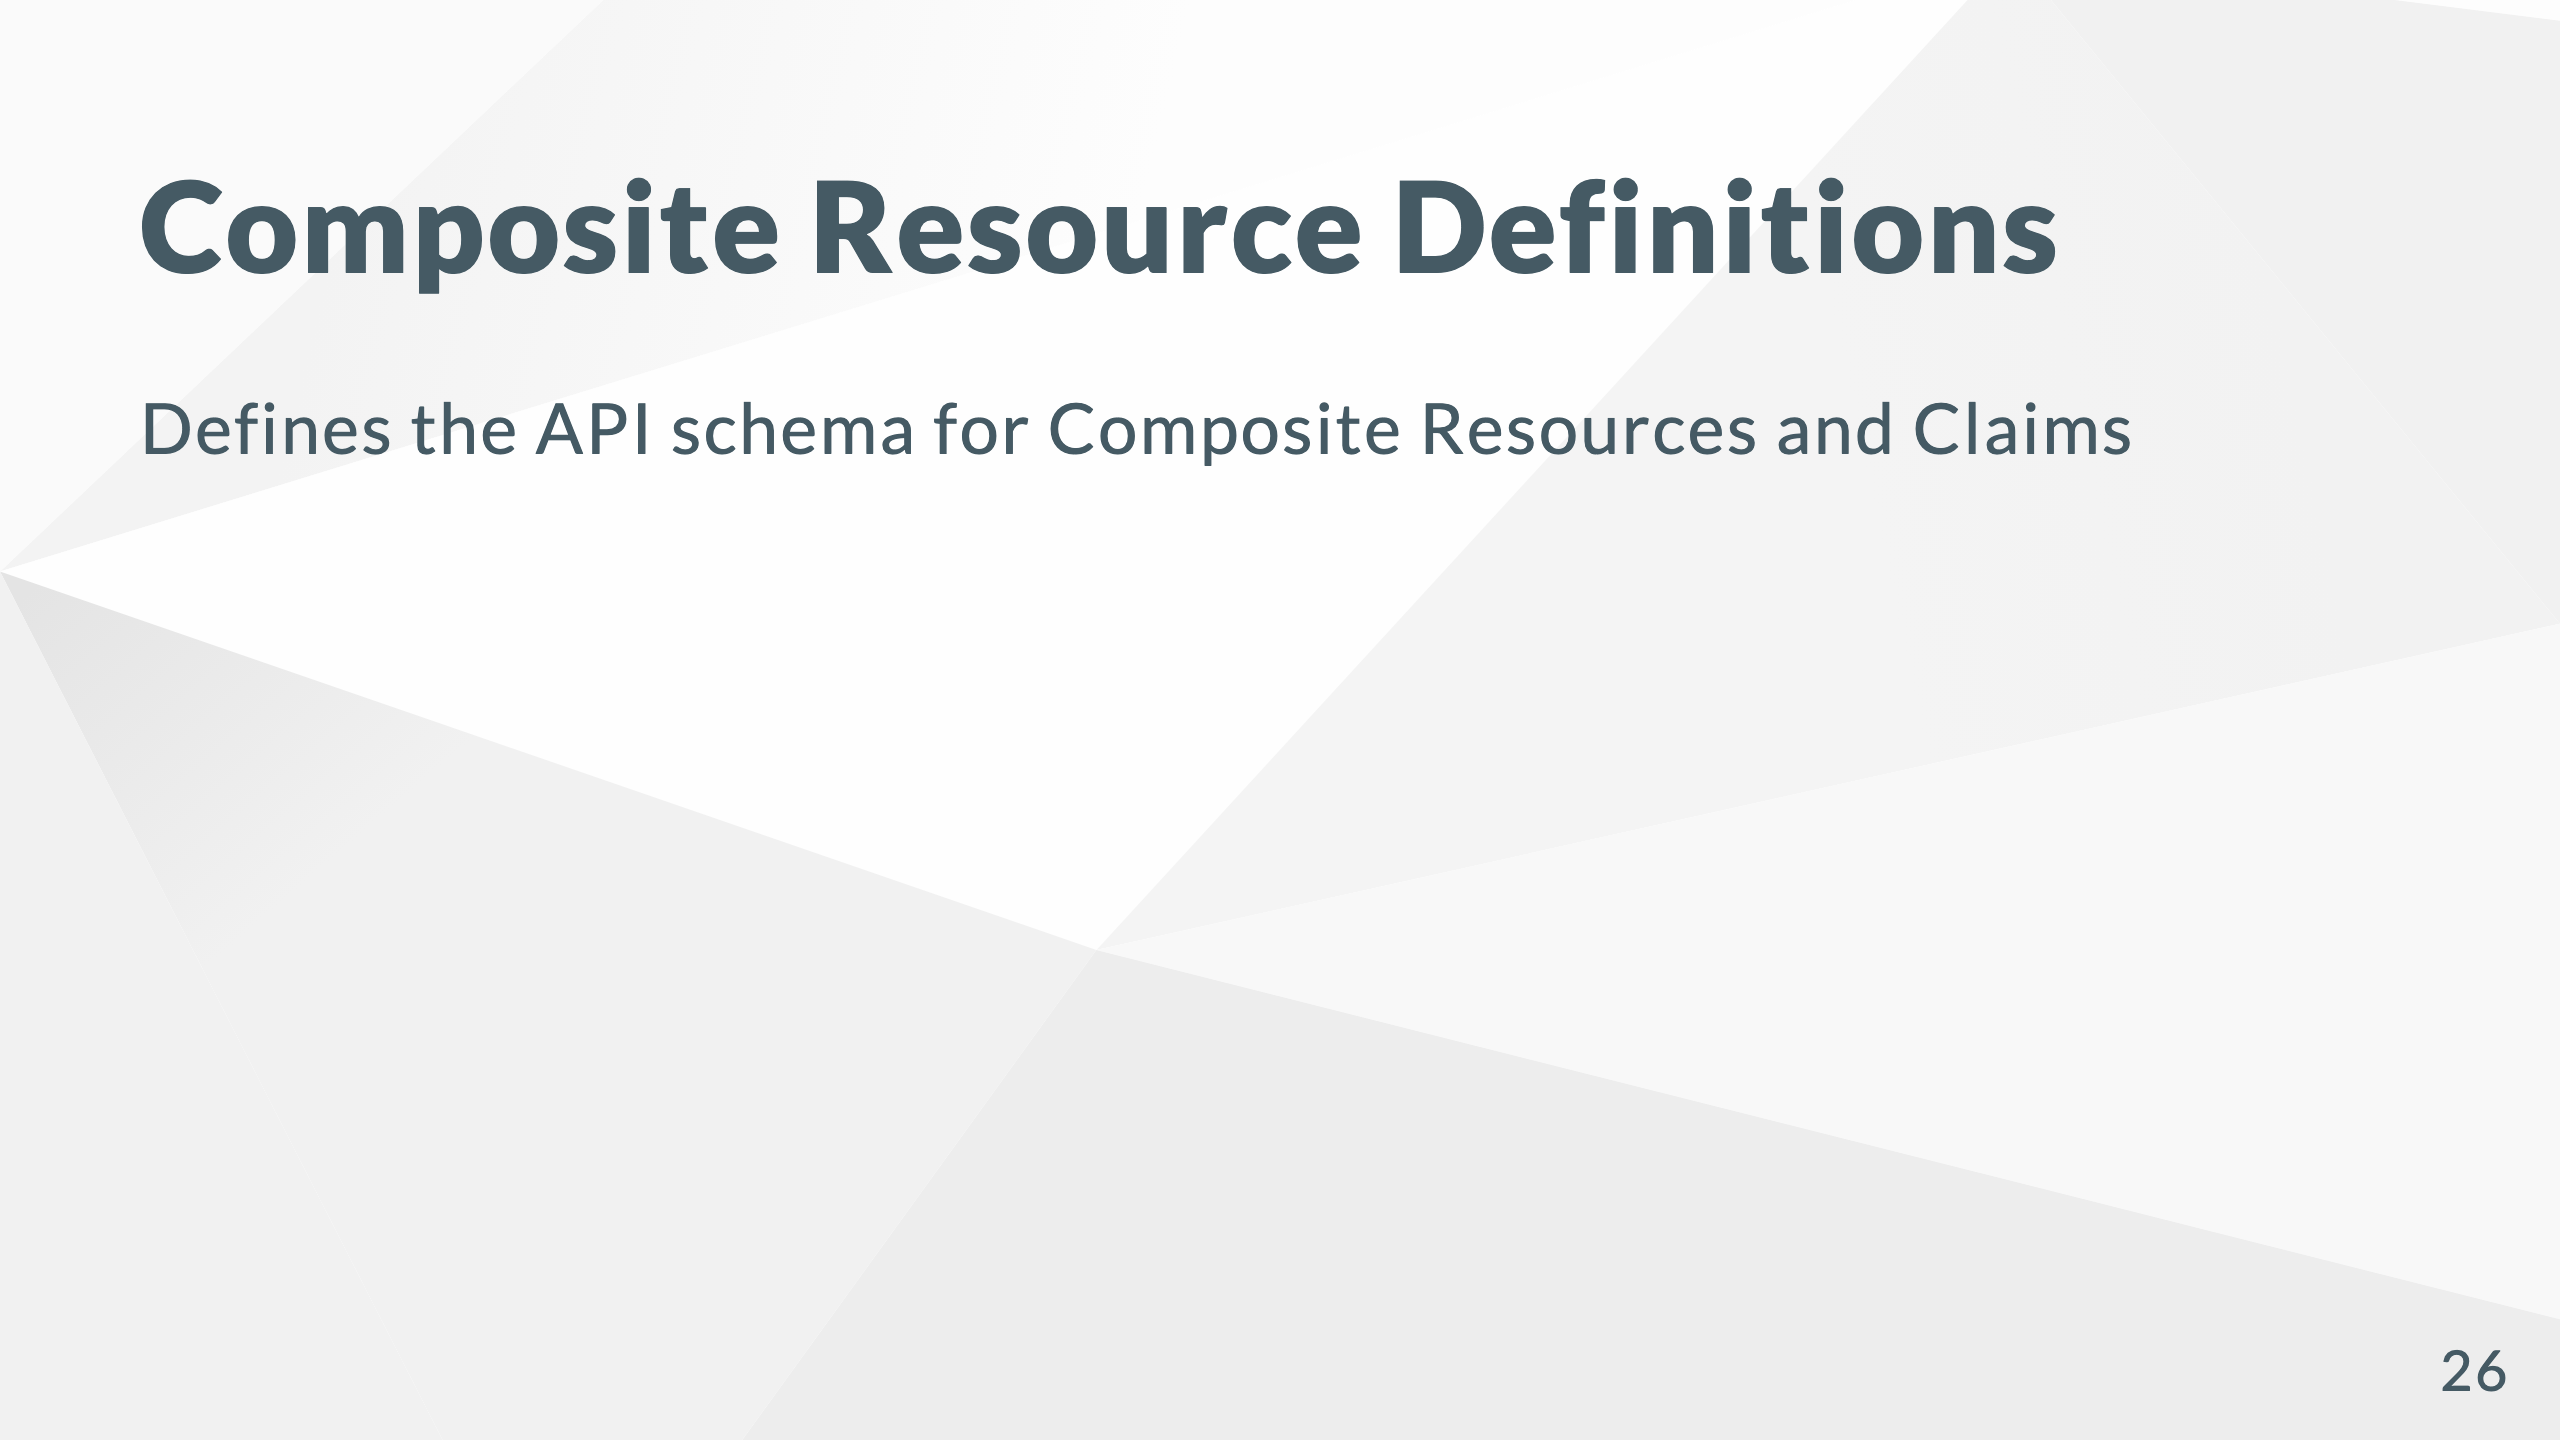 Composite Resource Definitions
Defines the API schema for Composite Resources and Claims
26